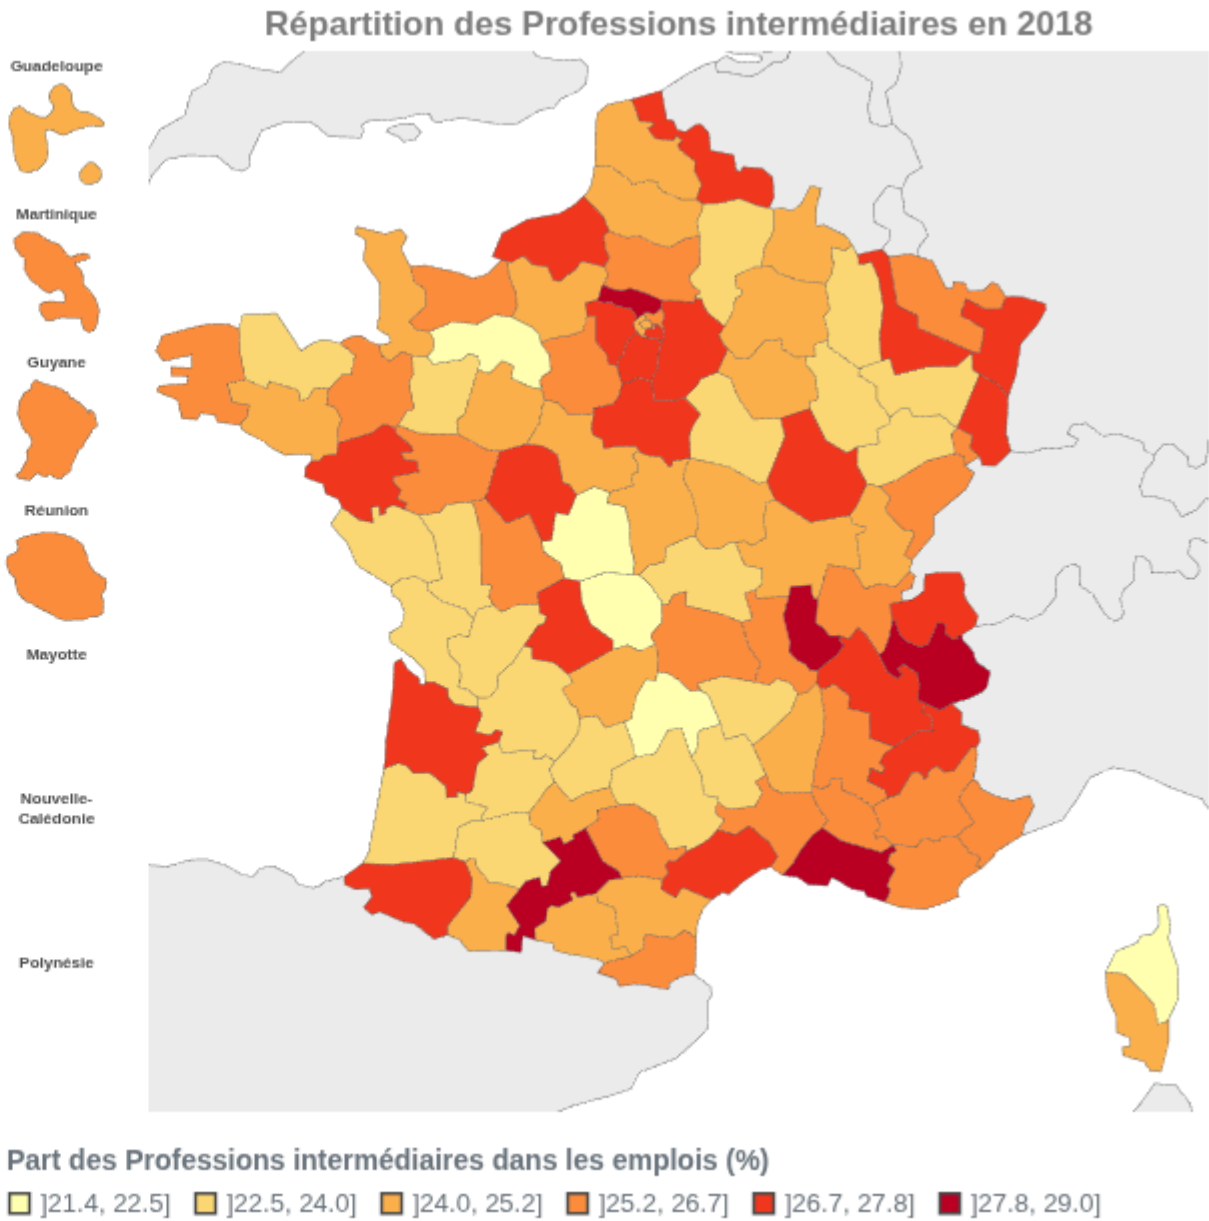 Répartition des Professions intermédiaires en 2018
Guadeloupe
Martinique
Guyane
Réunion
Mayotte
Nouvelle-
Calédonie
Polynésie
Part des Professions intermédiaires dans les emplois (%)
]21.4, 22.5] ]22.5, 24.0] ]24.0, 25.2] ]25.2, 26.7] ]26.7, 27.8] ]27.8, 29.0]